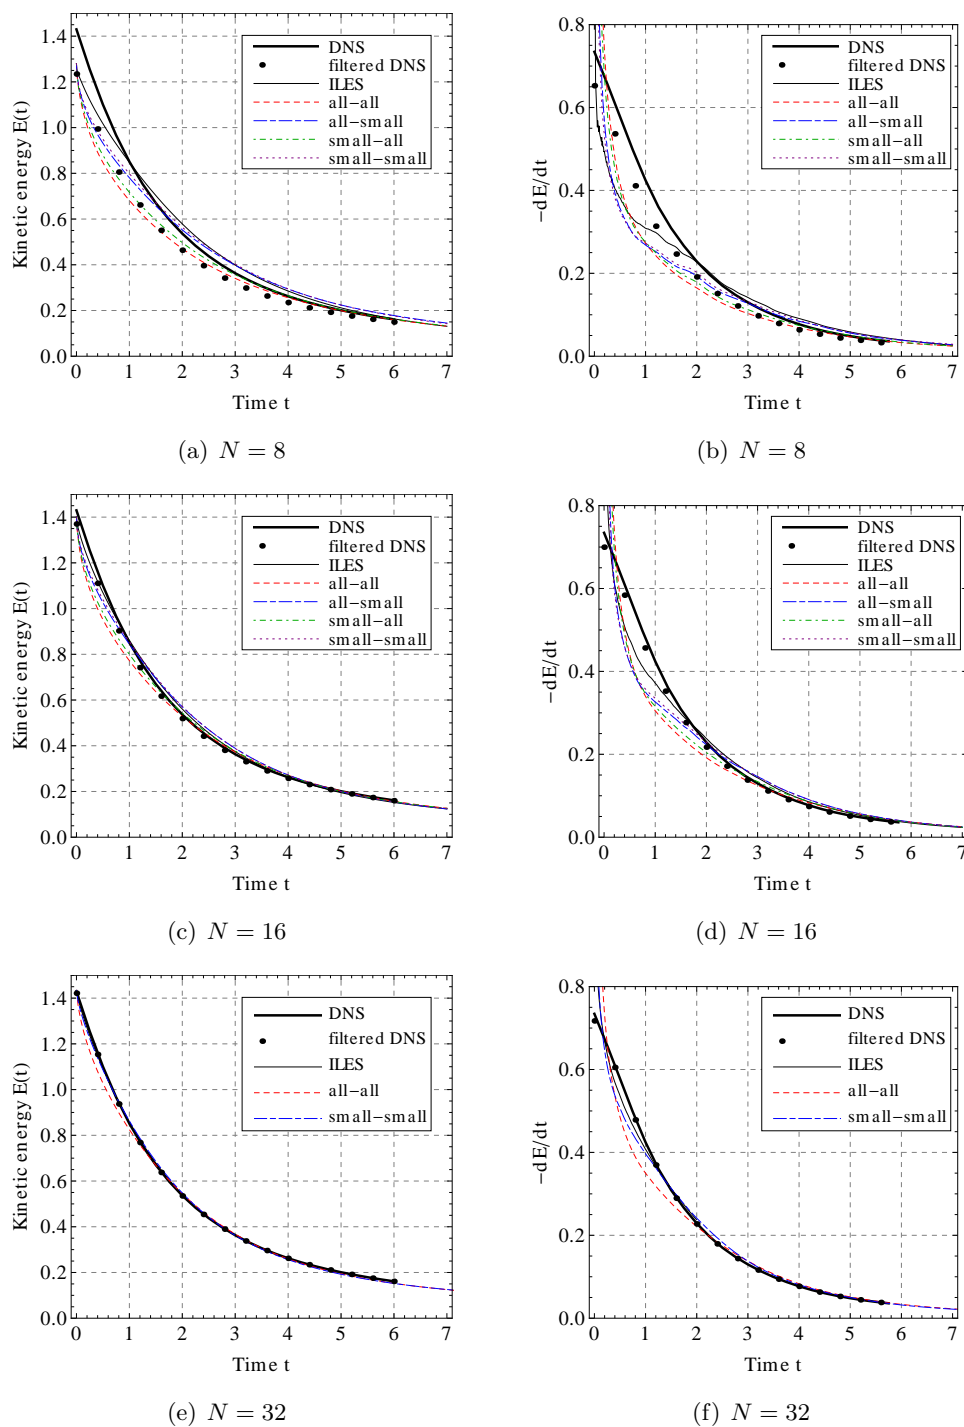 Kinetic energy E(t)
1.4
1.2
1.0
0.8
0.6
0.4
0.2
0.0
0 1 2 3 4 5 6 7
Time t
DNS
filtered DNS
ILES
all−all
all−small
small−all
small−small
(a) N = 8
−dE/dt
0.8
0.6
0.4
0.2
0.0
0 1 2 3 4 5 6 7
Time t
DNS
filtered DNS
ILES
all−all
all−small
small−all
small−small
(b) N = 8
Kinetic energy E(t)
1.4
1.2
1.0
0.8
0.6
0.4
0.2
0.0
0 1 2 3 4 5 6 7
Time t
DNS
filtered DNS
ILES
all−all
all−small
small−all
small−small
(c) N = 16
−dE/dt
0.8
0.6
0.4
0.2
0.0
0 1 2 3 4 5 6 7
Time t
DNS
filtered DNS
ILES
all−all
all−small
small−all
small−small
(d) N = 16
Kinetic energy E(t)
1.4
1.2
1.0
0.8
0.6
0.4
0.2
0.0
0 1 2 3 4 5 6 7
Time t
DNS
filtered DNS
ILES
all−all
small−small
(e) N = 32
−dE/dt
0.8
0.6
0.4
0.2
0.0
0 1 2 3 4 5 6 7
Time t
DNS
filtered DNS
ILES
all−all
small−small
(f) N = 32